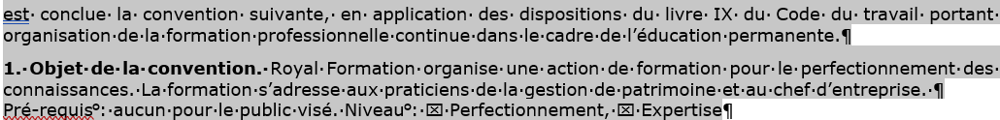 est conclue la convention suivante, en application des dispositions du livre IX du Code du travail portant
organisation de la formation professionnelle continue dans le cadre de l’éducation permanente.¶
1. Objet de la convention. Royal Formation organise une action de formation pour le perfectionnement des
connaissances. La formation s’adresse aux praticiens de la gestion de patrimoine et au chef d’entreprise. ¶
Pré-requis° : aucun pour le public visé. Niveau° : ☒ Perfectionnement, ☒ Expertise¶